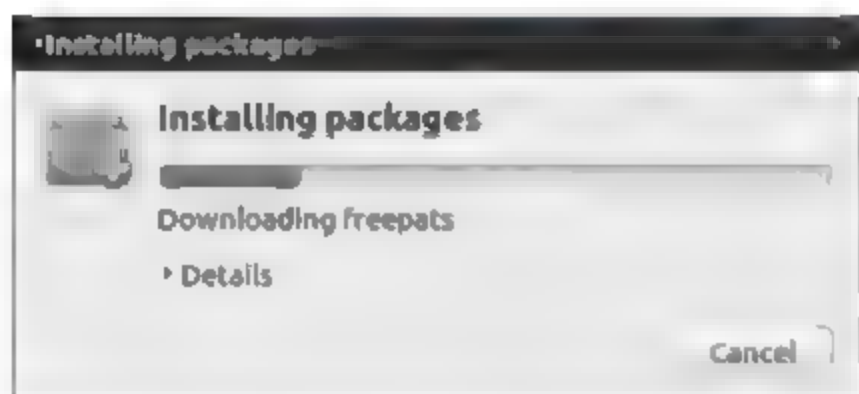 Installing packages
Installing packages
Downloading freepats
Details
Cancel